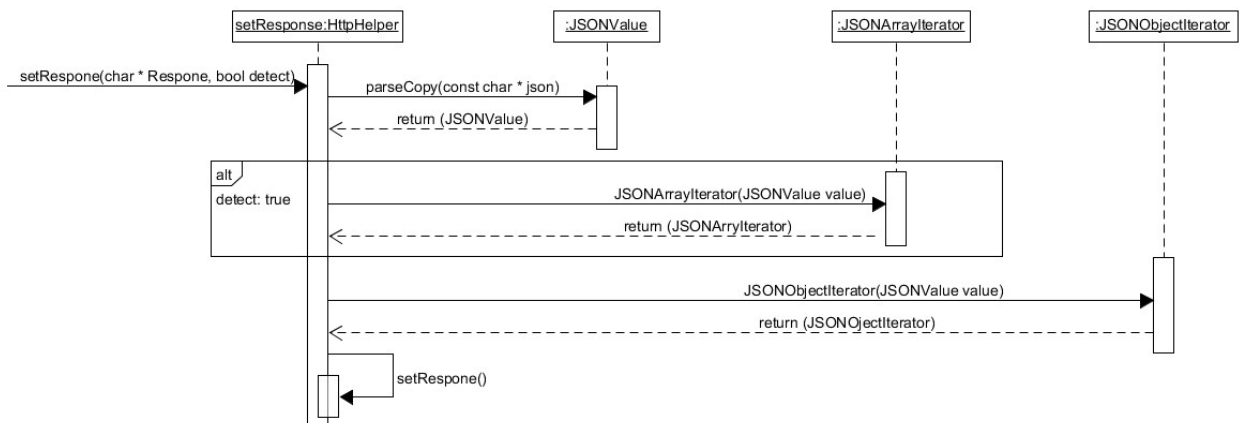 setResponse:HttpHelper
:JSONValue
:JSONArrayIterator
:JSONObjectIterator
setRespone(char * Respone, bool detect)
parseCopy(const char * json)
return (JSONValue)
alt
detect: true
JSONArrayIterator(JSONValue value)
return (JSONArryIterator)
JSONObjectIterator(JSONValue value)
return (JSONOjectIterator)
setRespone()